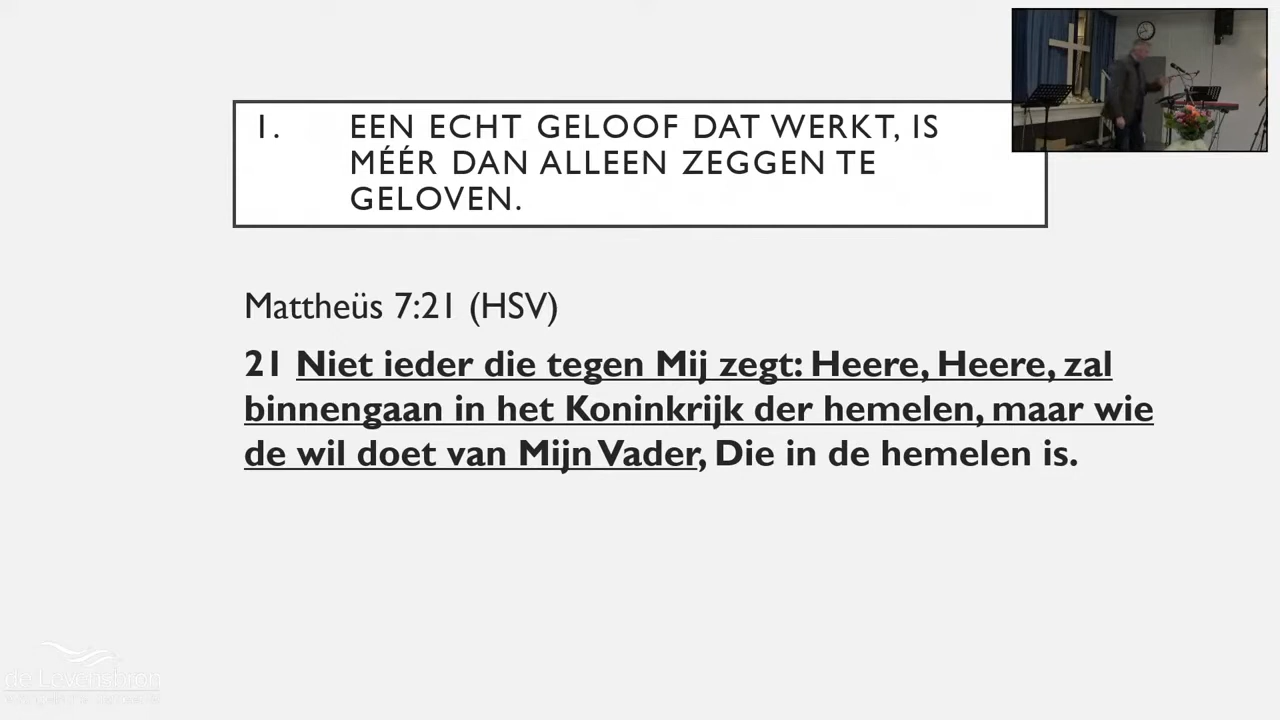 1. EEN ECHT GELOOF DAT WERKT, IS
MÉÉR DAN ALLEEN ZEGGEN TE
GELOVEN.
Mattheüs 7:21 (HSV)
21 Niet ieder die tegen Mij zegt: Heere, Heere, zal
binnengaan in het Koninkrijk der hemelen, maar wie
de wil doet van Mijn Vader, Die in de hemelen is.
de Levensbron